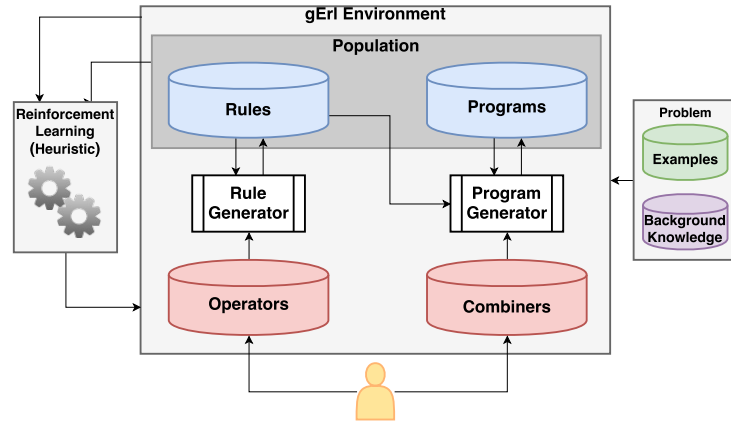 gErl Environment
Population
Rules
Programs
Reinforcement
Learning
(Heuristic)
Problem
Examples
Background
Knowledge
Rule
Generator
Program
Generator
Operators
Combiners